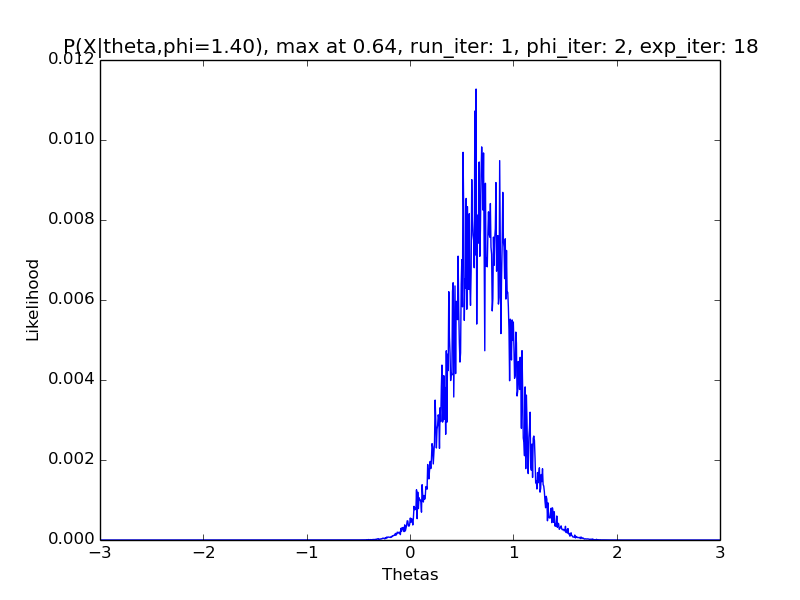 P(X|theta,phi=1.40), max at 0.64, run_iter: 1, phi_iter: 2, exp_iter: 18
0.012
0.010
0.008
0.006
0.004
0.002
0.000
Likelihood
−3 −2 −1 0 1 2 3
Thetas